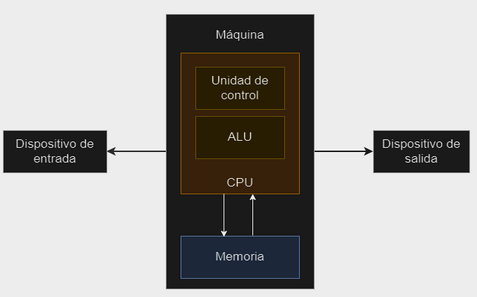 Máquina
Unidad de
control
ALU
CPU
Memoria
Dispositivo de
entrada
Dispositivo de
salida